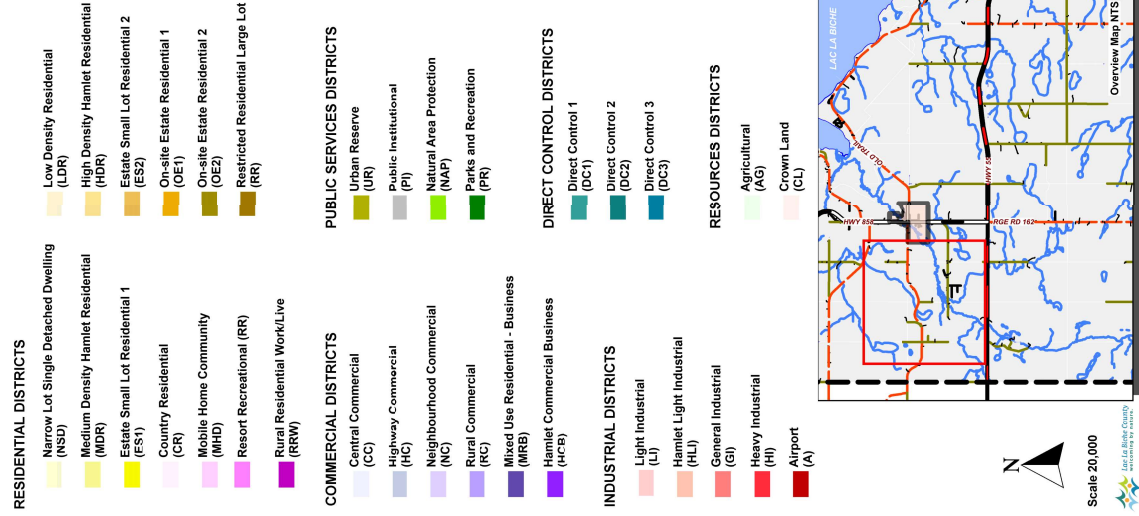 RESIDENTIAL DISTRICTS
Narrow Lot Single Detached Dwelling
(NSD)
Medium Density Hamlet Residential
(MDR)
Estate Small Lot Residential 1
(ES1)
Country Residential
(CR)
Mobile Home Community
(MHD)
Resort Recreational (RR)
Rural Residential Work/Live
(RRW)
Low Density Residential
(LDR)
High Density Hamlet Residential
(HDR)
Estate Small Lot Residential 2
(ES2)
On-site Estate Residential 1
(OE1)
On-site Estate Residential 2
(OE2)
Restricted Residential Large Lot
(RR)
COMMERCIAL DISTRICTS
Central Commercial
(CC)
Highway Commercial
(HC)
Neighbourhood Commercial
(NC)
Rural Commercial
(RC)
Mixed Use Residential - Business
(MRB)
Hamlet Commercial Business
(HCB)
PUBLIC SERVICES DISTRICTS
Urban Reserve
(UR)
Public Institutional
(PI)
Natural Area Protection
(NAP)
Parks and Recreation
(PR)
INDUSTRIAL DISTRICTS
Light Industrial
(LI)
Hamlet Light Industrial
(HLI)
General Industrial
(GI)
Heavy Industrial
(HI)
Airport
(A)
DIRECT CONTROL DISTRICTS
Direct Control 1
(DC1)
Direct Control 2
(DC2)
Direct Control 3
(DC3)
RESOURCES DISTRICTS
Agricultural
(AG)
Crown Land
(CL)
N
Scale 20,000
Lac La Biche County
welcoming by nature.
LAC LA BICHE
OLD TRAIL
HWY 858
HWY 55
RGE RD 162
Overview Map NTS